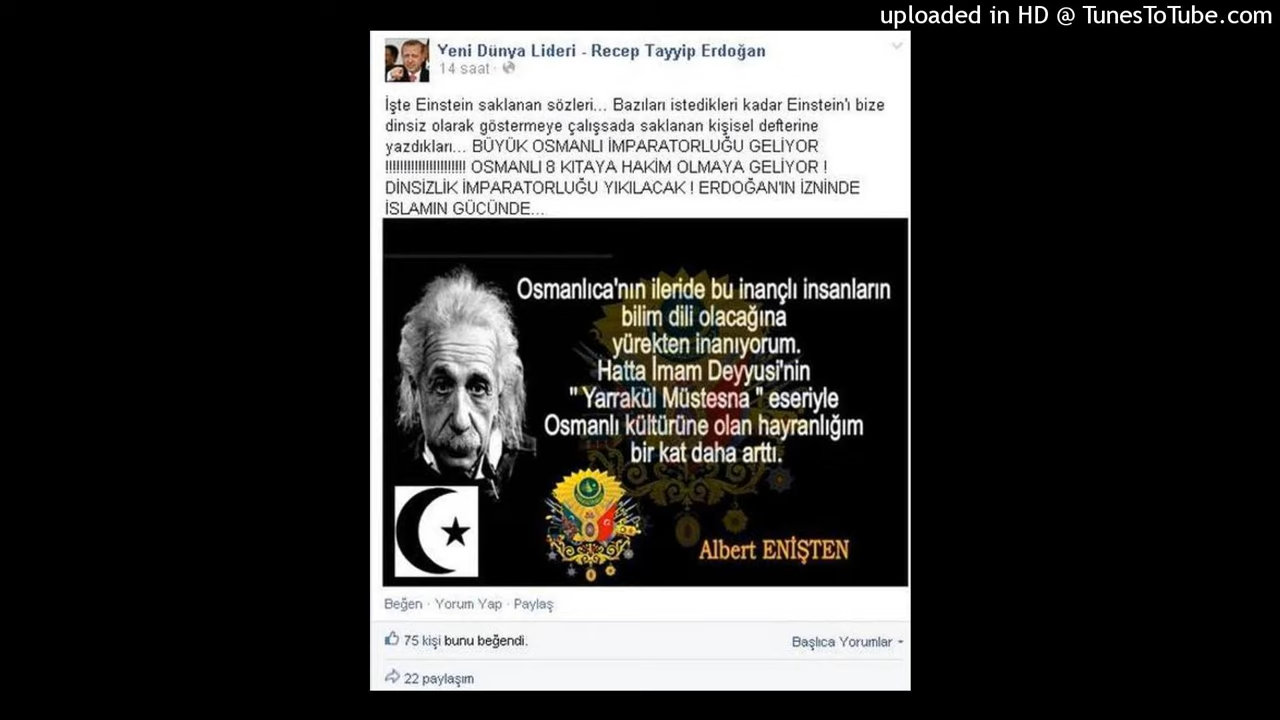 uploaded in HD @ TunesToTube.com
Yeni Dünya Lideri - Recep Tayyip Erdoğan
14 saat ·
İşte Einstein saklanan sözleri... Bazıları istedikleri kadar Einstein'ı bize
dinsiz olarak göstermeye çalışsada saklanan kişisel defterine
yazdıkları... BÜYÜK OSMANLI İMPARATORLUĞU GELİYOR
!!!!!!!!!!!!!!!!!!!!!!! OSMANLI 8 KITAYA HAKİM OLMAYA GELİYOR !
DİNSİZLİK İMPARATORLUĞU YIKILACAK ! ERDOĞAN'IN İZNİNDE
İSLAMIN GÜCÜNDE...
Osmanlıca'nın ileride bu inançlı insanların
bilim dili olacağına
yürekten inanıyorum.
Hatta İmam Deyyusi'nin
" Yarrakül Müstesna " eseriyle
Osmanlı kültürüne olan hayranlığım
bir kat daha arttı.
Albert ENİŞTEN
Beğen · Yorum Yap · Paylaş
75 kişi bunu beğendi.
Başlıca Yorumlar
22 paylaşım